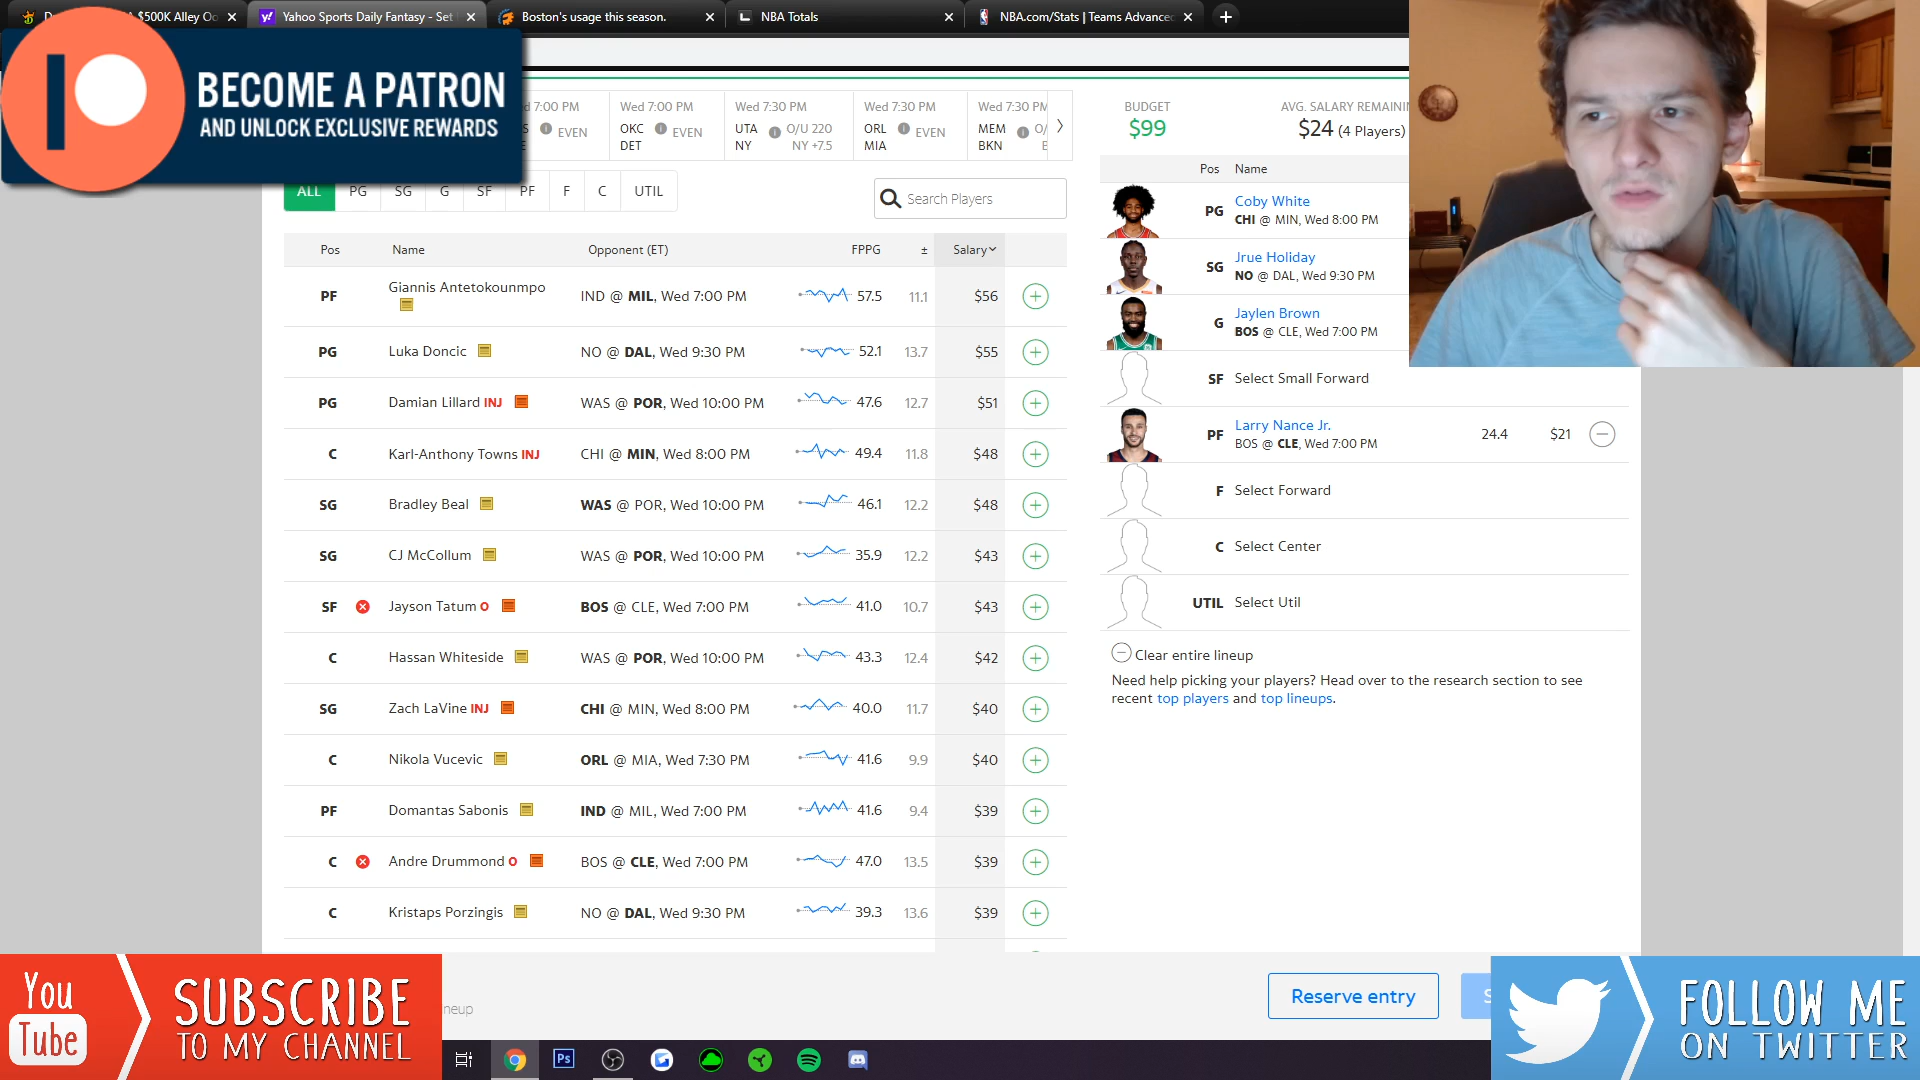 $500K Alley Oo
Yahoo Sports Daily Fantasy - Set
Boston's usage this season.
NBA Totals
NBA.com/Stats | Teams Advanced
BECOME A PATRON
AND UNLOCK EXCLUSIVE REWARDS
7:00 PM
EVEN
Wed 7:00 PM
OKC
DET
EVEN
Wed 7:30 PM
UTA
NY
O/U 220
NY +7.5
Wed 7:30 PM
ORL
MIA
EVEN
Wed 7:30 PM
MEM
BKN
BUDGET
$99
AVG. SALARY REMAININ
$24 (4 Players)
ALL PG SG G SF PF F C UTIL
Search Players
Pos Name Opponent (ET) FPPG ± Salary
PF Giannis Antetokounmpo IND @ MIL, Wed 7:00 PM 57.5 11.1 $56
PG Luka Doncic NO @ DAL, Wed 9:30 PM 52.1 13.7 $55
PG Damian Lillard INJ WAS @ POR, Wed 10:00 PM 47.6 12.7 $51
C Karl-Anthony Towns INJ CHI @ MIN, Wed 8:00 PM 49.4 11.8 $48
SG Bradley Beal WAS @ POR, Wed 10:00 PM 46.1 12.2 $48
SG CJ McCollum WAS @ POR, Wed 10:00 PM 35.9 12.2 $43
SF Jayson Tatum O BOS @ CLE, Wed 7:00 PM 41.0 10.7 $43
C Hassan Whiteside WAS @ POR, Wed 10:00 PM 43.3 12.4 $42
SG Zach LaVine INJ CHI @ MIN, Wed 8:00 PM 40.0 11.7 $40
C Nikola Vucevic ORL @ MIA, Wed 7:30 PM 41.6 9.9 $40
PF Domantas Sabonis IND @ MIL, Wed 7:00 PM 41.6 9.4 $39
C Andre Drummond O BOS @ CLE, Wed 7:00 PM 47.0 13.5 $39
C Kristaps Porzingis NO @ DAL, Wed 9:30 PM 39.3 13.6 $39
Pos Name
PG Coby White
CHI @ MIN, Wed 8:00 PM
SG Jrue Holiday
NO @ DAL, Wed 9:30 PM
G Jaylen Brown
BOS @ CLE, Wed 7:00 PM
SF Select Small Forward
PF Larry Nance Jr. 24.4 $21
BOS @ CLE, Wed 7:00 PM
F Select Forward
C Select Center
UTIL Select Util
Clear entire lineup
Need help picking your players? Head over to the research section to see
recent top players and top lineups.
Reserve entry
neup
You
Tube
SUBSCRIBE
TO MY CHANNEL
FOLLOW ME
ON TWITTER
Ps